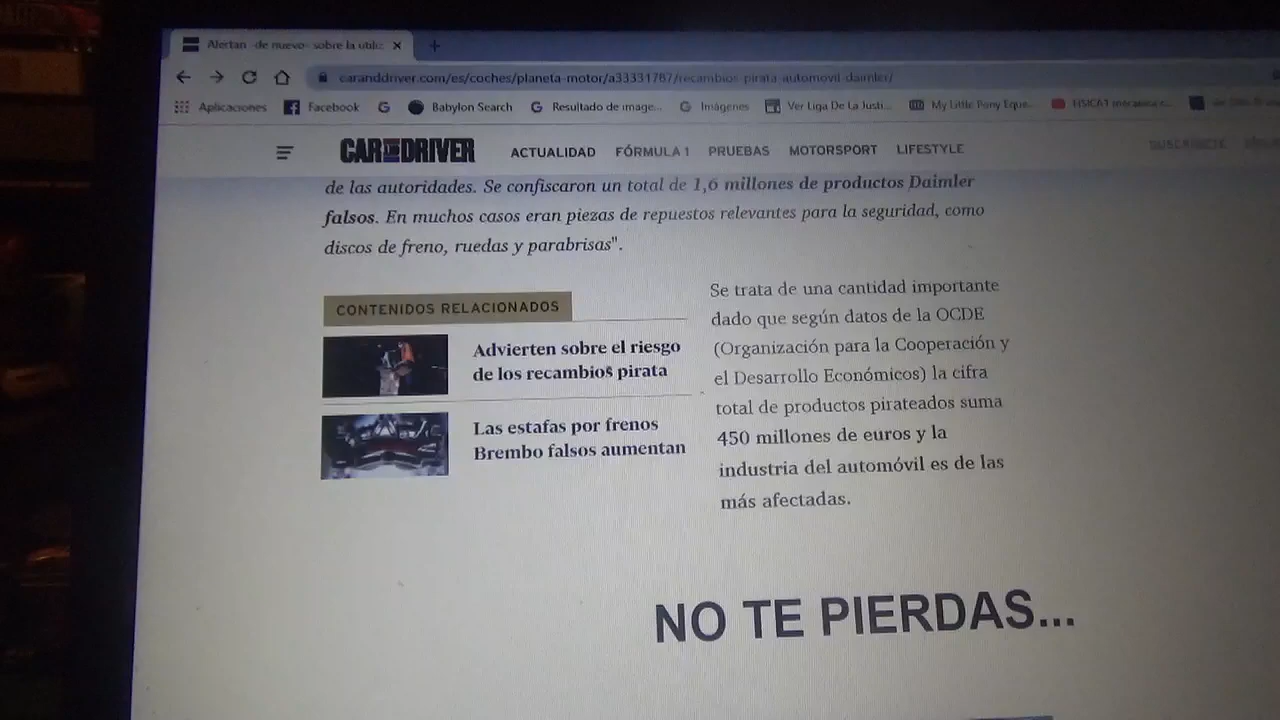 Alertan -de nuevo- sobre la utiliz
caranddriver.com/es/coches/planeta-motor/a33331767/recambios-pirata-automovil-daimler/
Aplicaciones Facebook Babylon Search Resultado de image... Imágenes Ver Liga De La Justi... My Little Pony Eque...
CAR AND DRIVER ACTUALIDAD FÓRMULA 1 PRUEBAS MOTORSPORT LIFESTYLE SUSCRÍBETE
de las autoridades. Se confiscaron un total de 1,6 millones de productos Daimler
falsos. En muchos casos eran piezas de repuestos relevantes para la seguridad, como
discos de freno, ruedas y parabrisas".
CONTENIDOS RELACIONADOS
Advierten sobre el riesgo
de los recambios pirata
Las estafas por frenos
Brembo falsos aumentan
Se trata de una cantidad importante
dado que según datos de la OCDE
(Organización para la Cooperación y
el Desarrollo Económicos) la cifra
total de productos pirateados suma
450 millones de euros y la
industria del automóvil es de las
más afectadas.
NO TE PIERDAS...